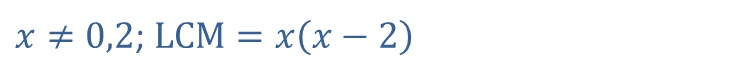 x ≠ 0,2; LCM = x(x − 2)